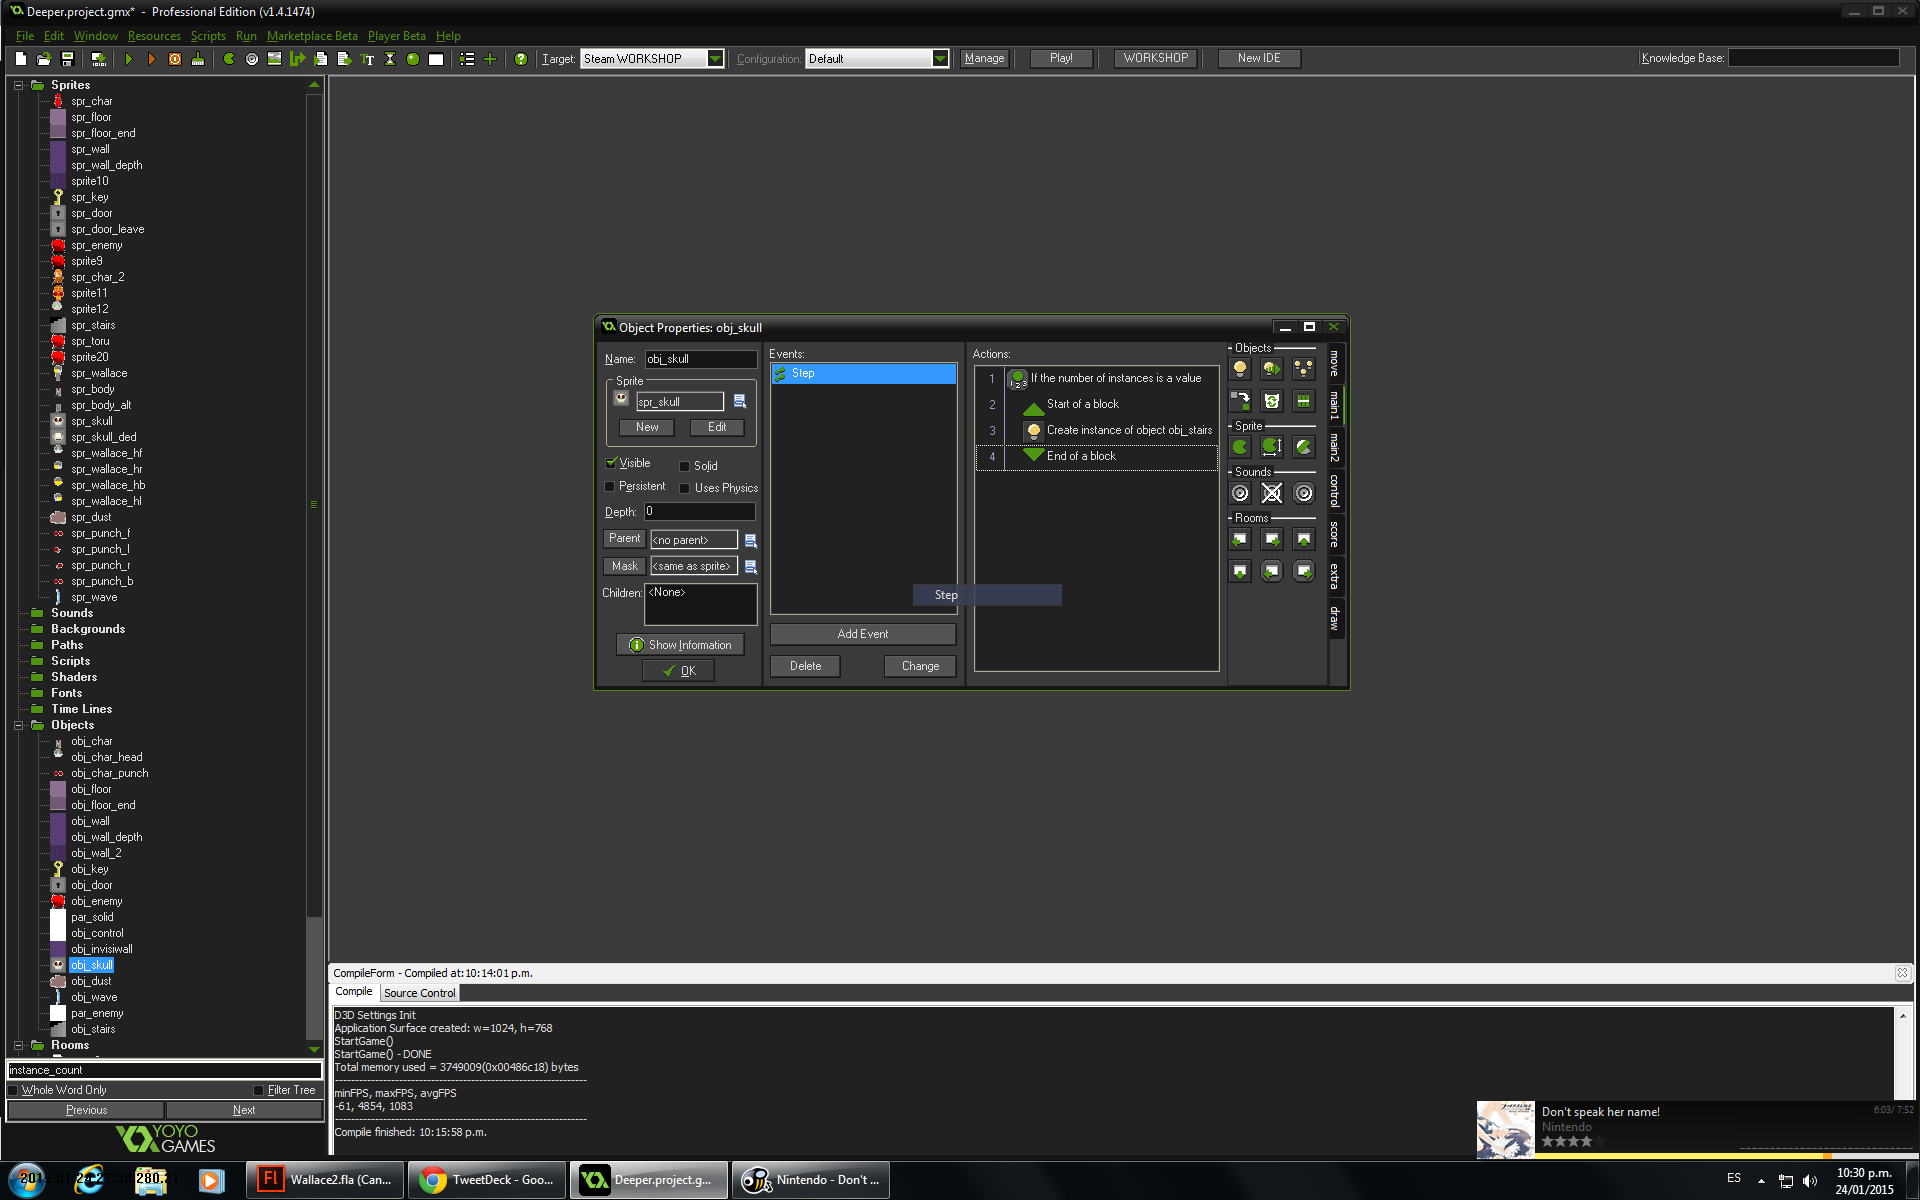 Deeper.project.gmx* - Professional Edition (v1.4.1474)
File Edit Window Resources Scripts Run Marketplace Beta Player Beta Help
Target: Steam WORKSHOP Configuration: Default Manage Play! WORKSHOP New IDE Knowledge Base:
Sprites
spr_char
spr_floor
spr_floor_end
spr_wall
spr_wall_depth
sprite10
spr_key
spr_door
spr_door_leave
spr_enemy
sprite9
spr_char_2
sprite11
sprite12
spr_stairs
spr_toru
sprite20
spr_wallace
spr_body
spr_body_alt
spr_skull
spr_skull_ded
spr_wallace_hf
spr_wallace_hr
spr_wallace_hb
spr_wallace_hl
spr_dust
spr_punch_f
spr_punch_l
spr_punch_r
spr_punch_b
spr_wave
Sounds
Backgrounds
Paths
Scripts
Shaders
Fonts
Time Lines
Objects
obj_char
obj_char_head
obj_char_punch
obj_floor
obj_floor_end
obj_wall
obj_wall_depth
obj_wall_2
obj_key
obj_door
obj_enemy
par_solid
obj_control
obj_invisiwall
obj_skull
obj_dust
obj_wave
par_enemy
obj_stairs
Rooms
instance_count
Whole Word Only Filter Tree
Previous Next
YOYO
GAMES
Object Properties: obj_skull
Name: obj_skull
Sprite
spr_skull
New Edit
Visible Solid
Persistent Uses Physics
Depth: 0
Parent <no parent>
Mask <same as sprite>
Children: <None>
Show Information
OK
Events:
Step
Step
Add Event
Delete Change
Actions:
1 If the number of instances is a value
2 Start of a block
3 Create instance of object obj_stairs
4 End of a block
Objects
Sprite
Sounds
Rooms
move
main1
main2
control
score
extra
draw
CompileForm - Compiled at:10:14:01 p.m.
Compile Source Control
D3D Settings Init
Application Surface created: w=1024, h=768
StartGame()
StartGame() - DONE
Total memory used = 3749009(0x00486c18) bytes
minFPS, maxFPS, avgFPS
-61, 4854, 1083
Compile finished: 10:15:58 p.m.
Don't speak her name! 6:03/ 7:52
Nintendo
Wallace2.fla (Can... TweetDeck - Goo... Deeper.project.g... Nintendo - Don't ...
ES
10:30 p.m.
24/01/2015